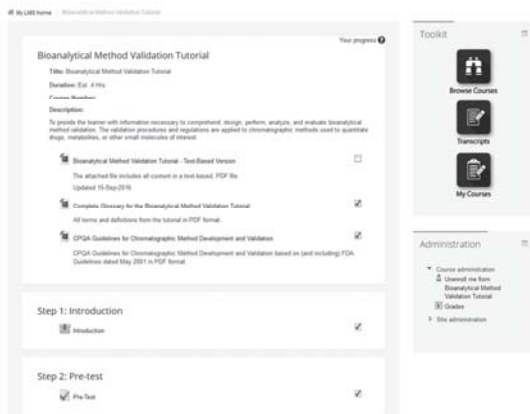 My LMS home
Bioanalytical Method Validation Tutorial
Your progress
Bioanalytical Method Validation Tutorial
Title: Bioanalytical Method Validation Tutorial
Duration: Est. 4 Hrs
Course Number:
Description:
To provide the learner with information necessary to comprehend, design, perform, analyze, and evaluate bioanalytical
method validation. The validation procedures and regulations are applied to chromatographic methods used to quantitate
drugs, metabolites, or other small molecules of interest.
Bioanalytical Method Validation Tutorial - Text-Based Version
The attached file includes all content in a text-based, PDF file.
Updated 15-Sep-2016
Complete Glossary for the Bioanalytical Method Validation Tutorial
All terms and definitions from the tutorial in PDF format.
CPQA Guidelines for Chromatographic Method Development and Validation
CPQA Guidelines for Chromatographic Method Development and Validation based on (and including) FDA
Guidelines dated May 2001 in PDF format.
Step 1: Introduction
Introduction
Step 2: Pre-test
Pre-Test
Toolkit
Browse Courses
Transcripts
My Courses
Administration
Course administration
Unenroll me from
Bioanalytical Method
Validation Tutorial
Grades
Site administration